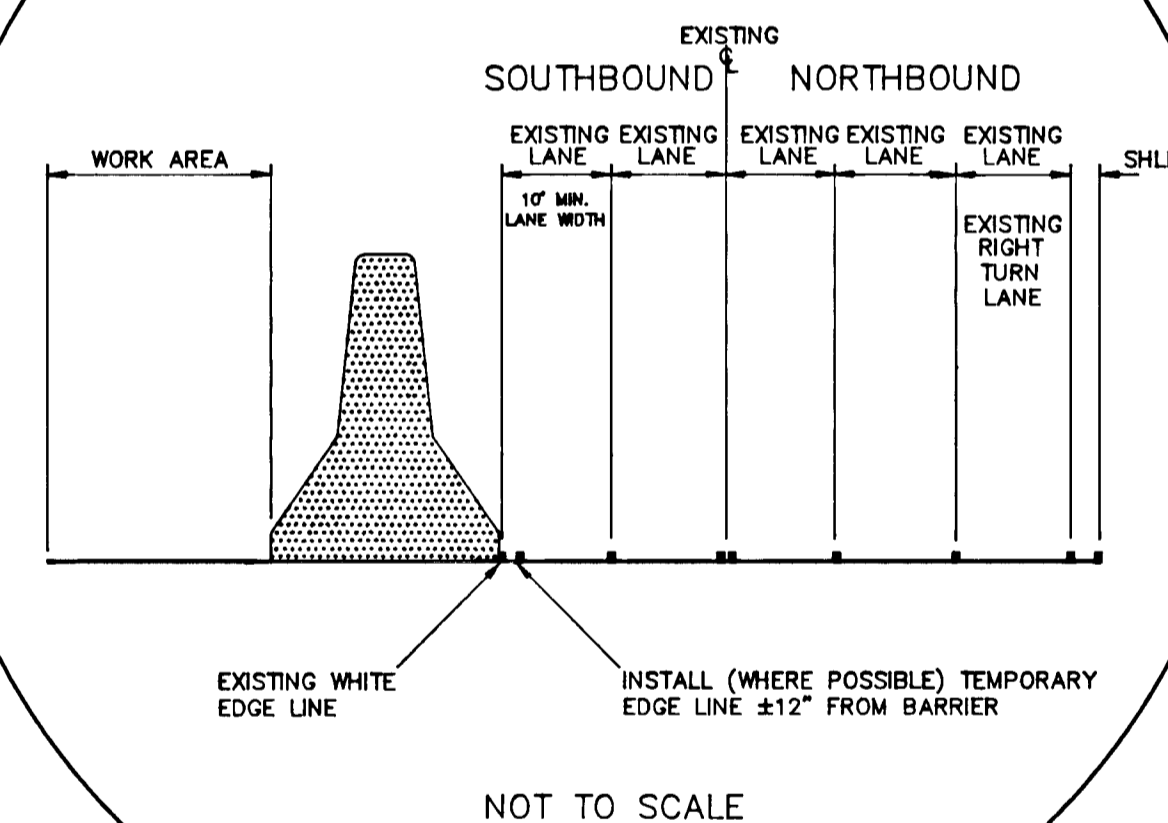 EXISTING
℄
SOUTHBOUND
NORTHBOUND
WORK AREA
EXISTING
LANE
EXISTING
LANE
EXISTING
LANE
EXISTING
LANE
EXISTING
LANE
10" MIN.
LANE WIDTH
EXISTING
RIGHT
TURN
LANE
EXISTING WHITE
EDGE LINE
INSTALL (WHERE POSSIBLE) TEMPORARY
EDGE LINE ±12" FROM BARRIER
NOT TO SCALE